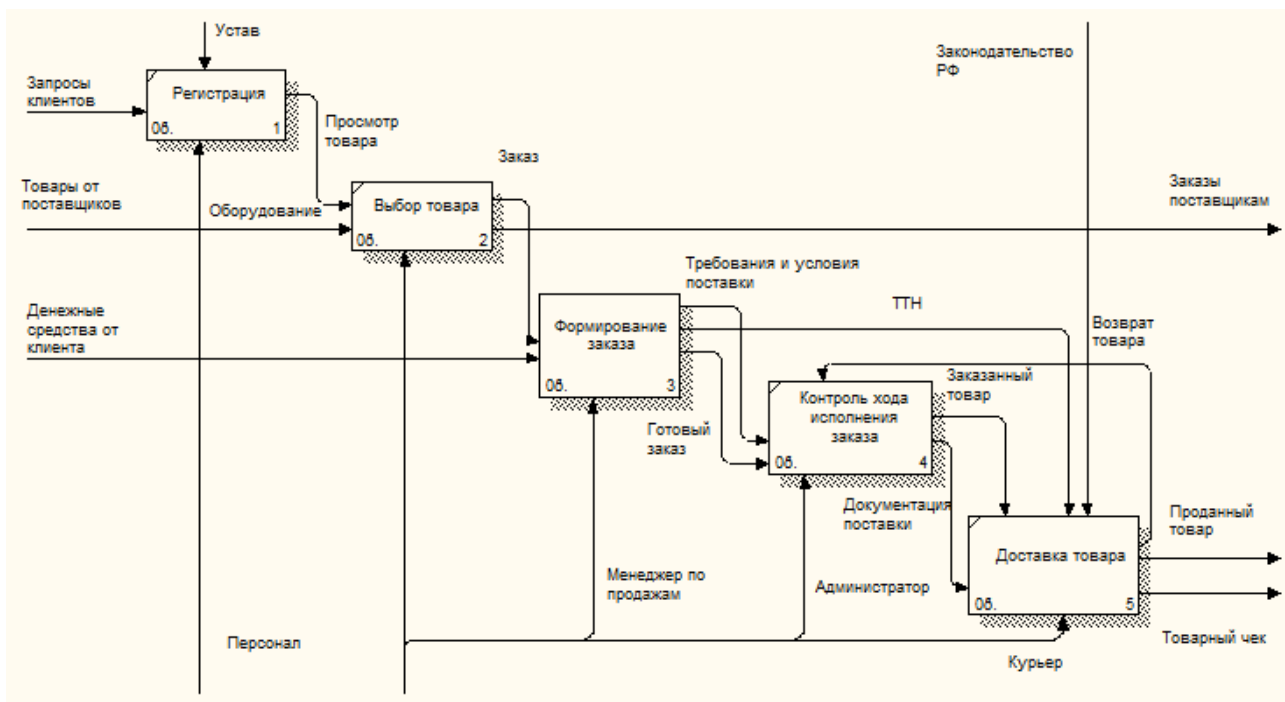 Устав
Законодательство
РФ
Запросы
клиентов
Регистрация
0б.
1
Просмотр
товара
Заказ
Товары от
поставщиков
Оборудование
Выбор товара
0б.
2
Заказы
поставщикам
Требования и условия
поставки
ТТН
Денежные
средства от
клиента
Формирование
заказа
0б.
3
Возврат
товара
Заказанный
товар
Контроль хода
исполнения
заказа
0б.
4
Готовый
заказ
Документация
поставки
Проданный
товар
Доставка товара
0б.
5
Менеджер по
продажам
Администратор
Персонал
Товарный чек
Курьер